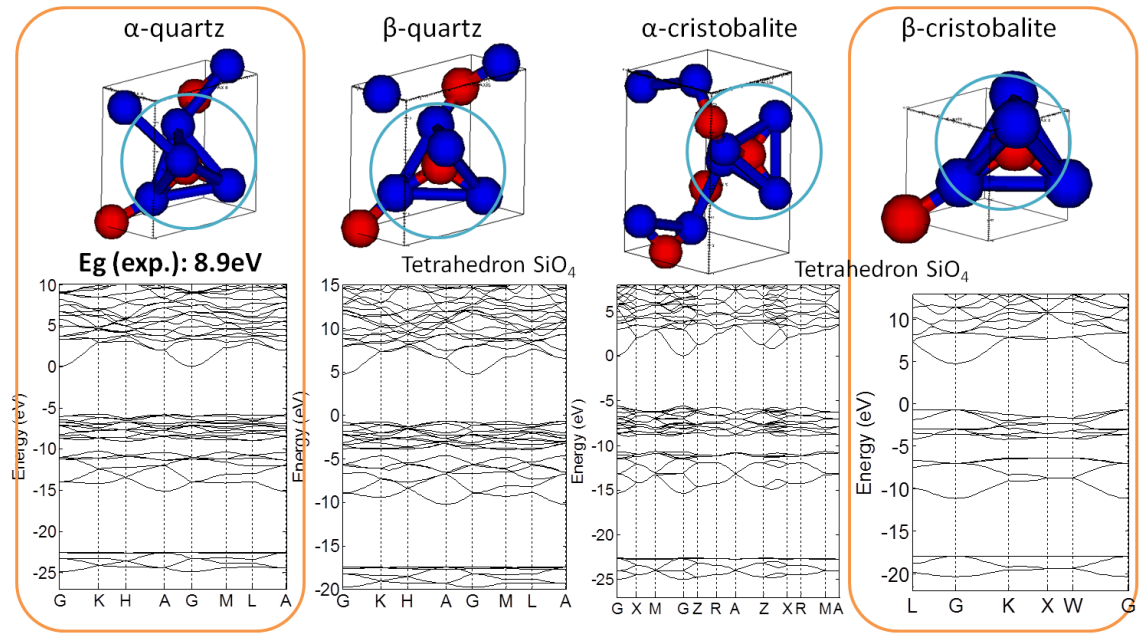 α-quartz
β-quartz
α-cristobalite
β-cristobalite
Eg (exp.): 8.9eV
Tetrahedron SiO4
Tetrahedron SiO4
10
5
0
-5
-10
-15
-20
-25
Energy (eV)
G K H A G M L A
15
10
5
0
-5
-10
-15
-20
Energy (eV)
G K H A G M L A
5
0
-5
-10
-15
-20
-25
Energy (eV)
G X M G Z R A Z X R M A
10
5
0
-5
-10
-15
-20
Energy (eV)
L G K X W G